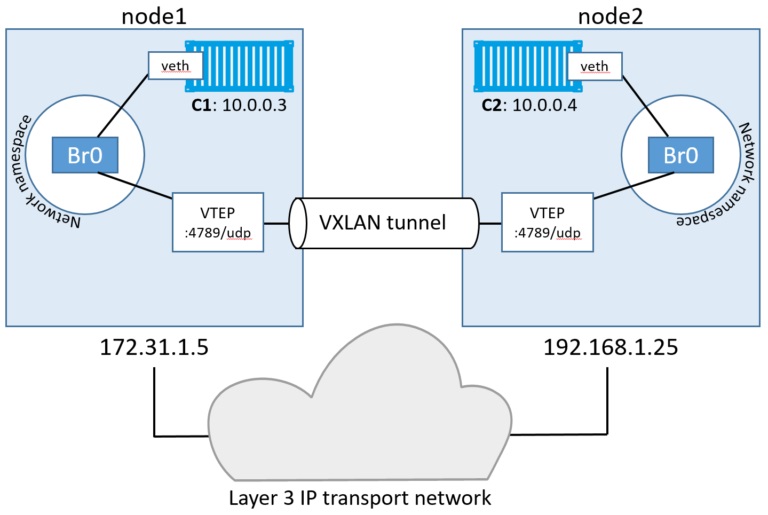 node1
node2
veth
veth
C1: 10.0.0.3
C2: 10.0.0.4
Network namespace
Br0
Br0
Network namespace
VTEP
:4789/udp
VXLAN tunnel
VTEP
:4789/udp
172.31.1.5
192.168.1.25
Layer 3 IP transport network